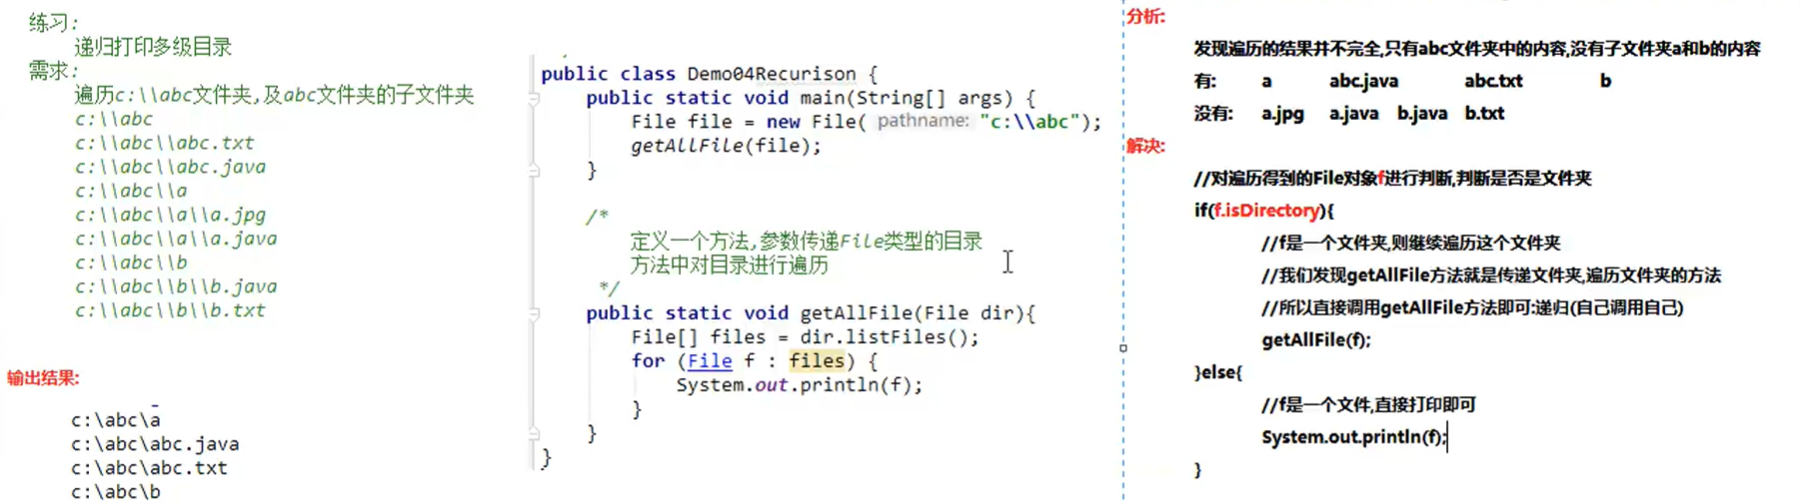 练习:
递归打印多级目录
需求:
遍历c:\\abc文件夹,及abc文件夹的子文件夹
c:\\abc
c:\\abc\\abc.txt
c:\\abc\\abc.java
c:\\abc\\a
c:\\abc\\a\\a.jpg
c:\\abc\\a\\a.java
c:\\abc\\b
c:\\abc\\b\\b.java
c:\\abc\\b\\b.txt
输出结果:
c:\abc\a
c:\abc\abc.java
c:\abc\abc.txt
c:\abc\b
public class Demo04Recurison {
public static void main(String[] args) {
File file = new File( pathname: "c:\\abc");
getAllFile(file);
}
/*
定义一个方法,参数传递File类型的目录
方法中对目录进行遍历
*/
public static void getAllFile(File dir){
File[] files = dir.listFiles();
for (File f : files) {
System.out.println(f);
}
}
}
分析:
发现遍历的结果并不完全,只有abc文件夹中的内容,没有子文件夹a和b的内容
有: a abc.java abc.txt b
没有: a.jpg a.java b.java b.txt
解决:
//对遍历得到的File对象f进行判断,判断是否是文件夹
if(f.isDirectory){
//f是一个文件夹,则继续遍历这个文件夹
//我们发现getAllFile方法就是传递文件夹,遍历文件夹的方法
//所以直接调用getAllFile方法即可:递归(自己调用自己)
getAllFile(f);
}else{
//f是一个文件,直接打印即可
System.out.println(f);
}